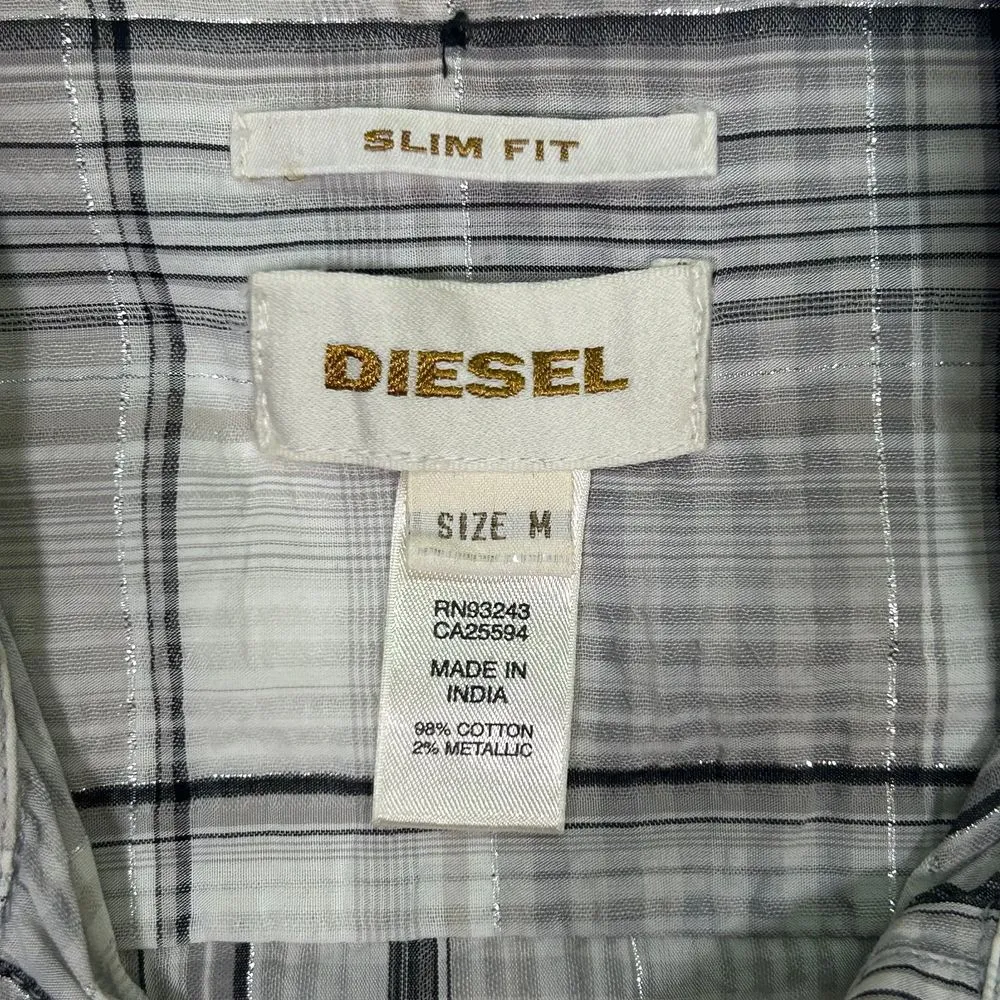 SLIM FIT
DIESEL
SIZE M
RN93243
CA25594
MADE IN
INDIA
98% COTTON
2% METALLIC